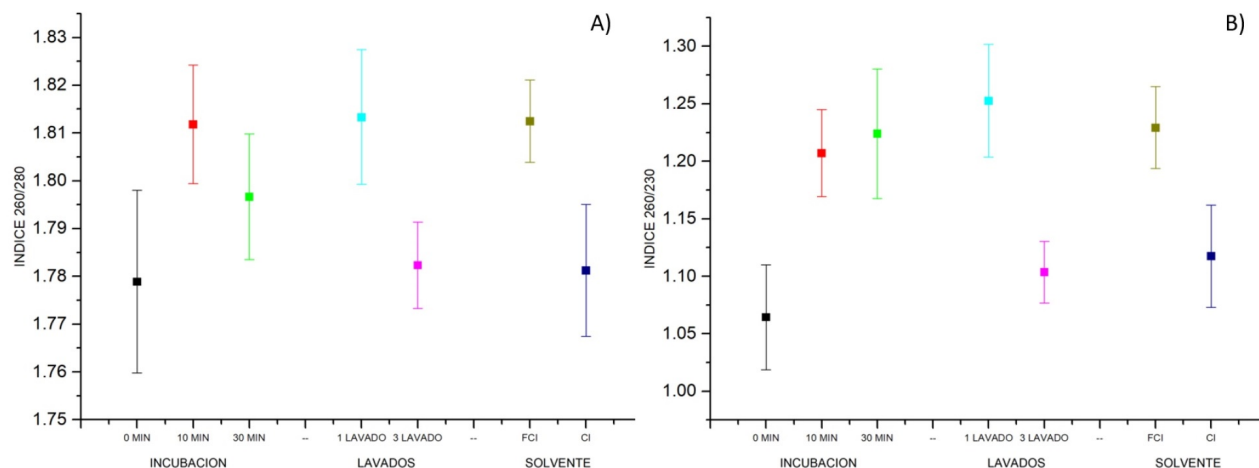 A)
INDICE 260/280
1.83
1.82
1.81
1.80
1.79
1.78
1.77
1.76
1.75
0 MIN 10 MIN 30 MIN -- 1 LAVADO 3 LAVADO -- FCI CI
INCUBACION LAVADOS SOLVENTE
B)
INDICE 260/230
1.30
1.25
1.20
1.15
1.10
1.05
1.00
0 MIN 10 MIN 30 MIN -- 1 LAVADO 3 LAVADO -- FCI CI
INCUBACION LAVADOS SOLVENTE